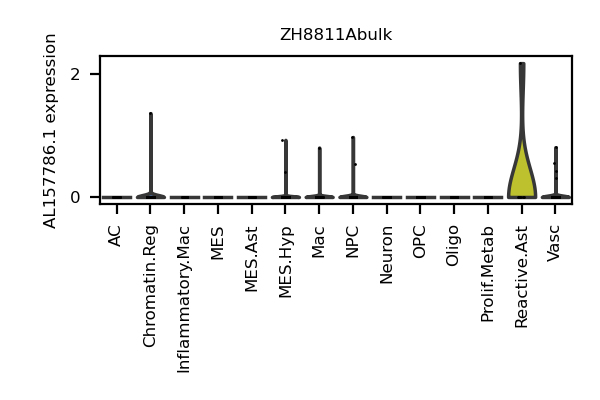 ZH8811Abulk
AL157786.1 expression
2
0
AC
Chromatin.Reg
Inflammatory.Mac
MES
MES.Ast
MES.Hyp
Mac
NPC
Neuron
OPC
Oligo
Prolif.Metab
Reactive.Ast
Vasc